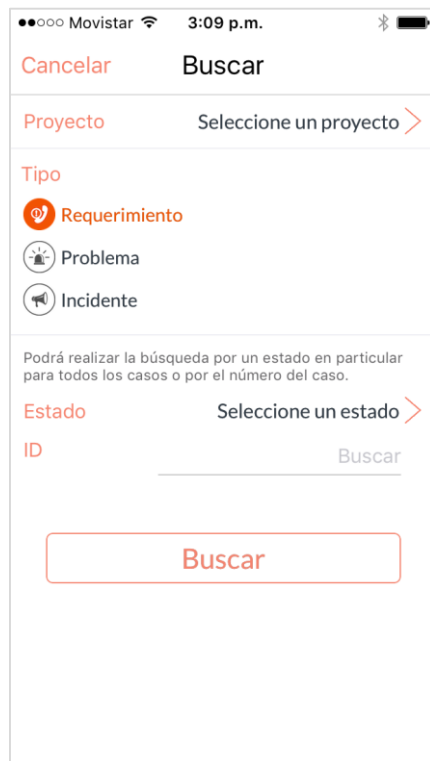 Movistar 3:09 p.m.
Cancelar Buscar
Proyecto Seleccione un proyecto
Tipo
Requerimiento
Problema
Incidente
Podrá realizar la búsqueda por un estado en particular
para todos los casos o por el número del caso.
Estado Seleccione un estado
ID Buscar
Buscar